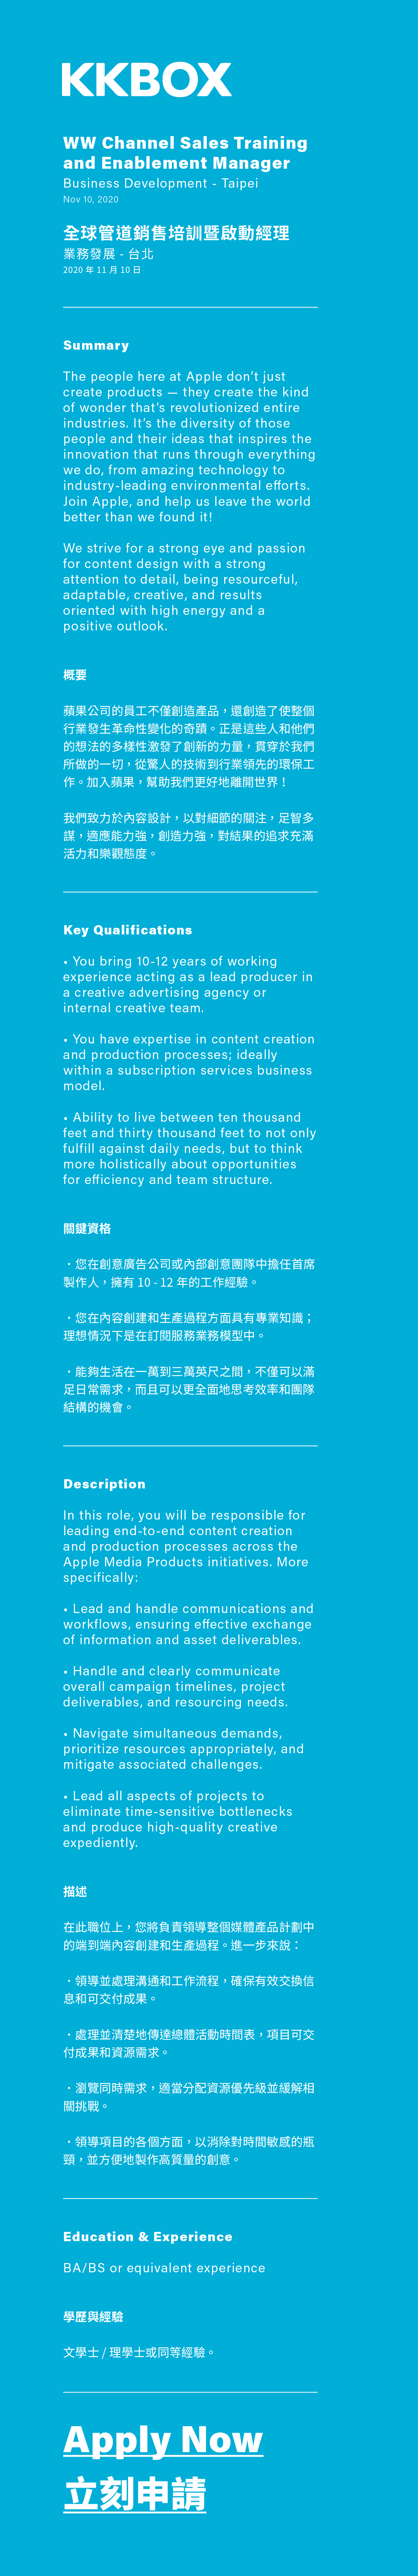 KKBOX
WW Channel Sales Training
and Enablement Manager
Business Development - Taipei
Nov 10, 2020
全球管道銷售培訓暨啟動經理
業務發展 - 台北
2020 年 11 月 10 日
Summary
The people here at Apple don’t just
create products — they create the kind
of wonder that’s revolutionized entire
industries. It’s the diversity of those
people and their ideas that inspires the
innovation that runs through everything
we do, from amazing technology to
industry-leading environmental efforts.
Join Apple, and help us leave the world
better than we found it!
We strive for a strong eye and passion
for content design with a strong
attention to detail, being resourceful,
adaptable, creative, and results
oriented with high energy and a
positive outlook.
概要
蘋果公司的員工不僅創造產品，還創造了使整個
行業發生革命性變化的奇蹟。正是這些人和他們
的想法的多樣性激發了創新的力量，貫穿於我們
所做的一切，從驚人的技術到行業領先的環保工
作。加入蘋果，幫助我們更好地離開世界！
我們致力於內容設計，以對細節的關注，足智多
謀，適應能力強，創造力強，對結果的追求充滿
活力和樂觀態度。
Key Qualifications
• You bring 10-12 years of working
experience acting as a lead producer in
a creative advertising agency or
internal creative team.
• You have expertise in content creation
and production processes; ideally
within a subscription services business
model.
• Ability to live between ten thousand
feet and thirty thousand feet to not only
fulfill against daily needs, but to think
more holistically about opportunities
for efficiency and team structure.
關鍵資格
・您在創意廣告公司或內部創意團隊中擔任首席
製作人，擁有 10 - 12 年的工作經驗。
・您在內容創建和生產過程方面具有專業知識；
理想情況下是在訂閱服務業務模型中。
・能夠生活在一萬到三萬英尺之間，不僅可以滿
足日常需求，而且可以更全面地思考效率和團隊
結構的機會。
Description
In this role, you will be responsible for
leading end-to-end content creation
and production processes across the
Apple Media Products initiatives. More
specifically:
• Lead and handle communications and
workflows, ensuring effective exchange
of information and asset deliverables.
• Handle and clearly communicate
overall campaign timelines, project
deliverables, and resourcing needs.
• Navigate simultaneous demands,
prioritize resources appropriately, and
mitigate associated challenges.
• Lead all aspects of projects to
eliminate time-sensitive bottlenecks
and produce high-quality creative
expediently.
描述
在此職位上，您將負責領導整個媒體產品計劃中
的端到端內容創建和生產過程。進一步來說：
・領導並處理溝通和工作流程，確保有效交換信
息和可交付成果。
・處理並清楚地傳達總體活動時間表，項目可交
付成果和資源需求。
・瀏覽同時需求，適當分配資源優先級並緩解相
關挑戰。
・領導項目的各個方面，以消除對時間敏感的瓶
頸，並方便地製作高質量的創意。
Education & Experience
BA/BS or equivalent experience
學歷與經驗
文學士 / 理學士或同等經驗。
Apply Now
立刻申請